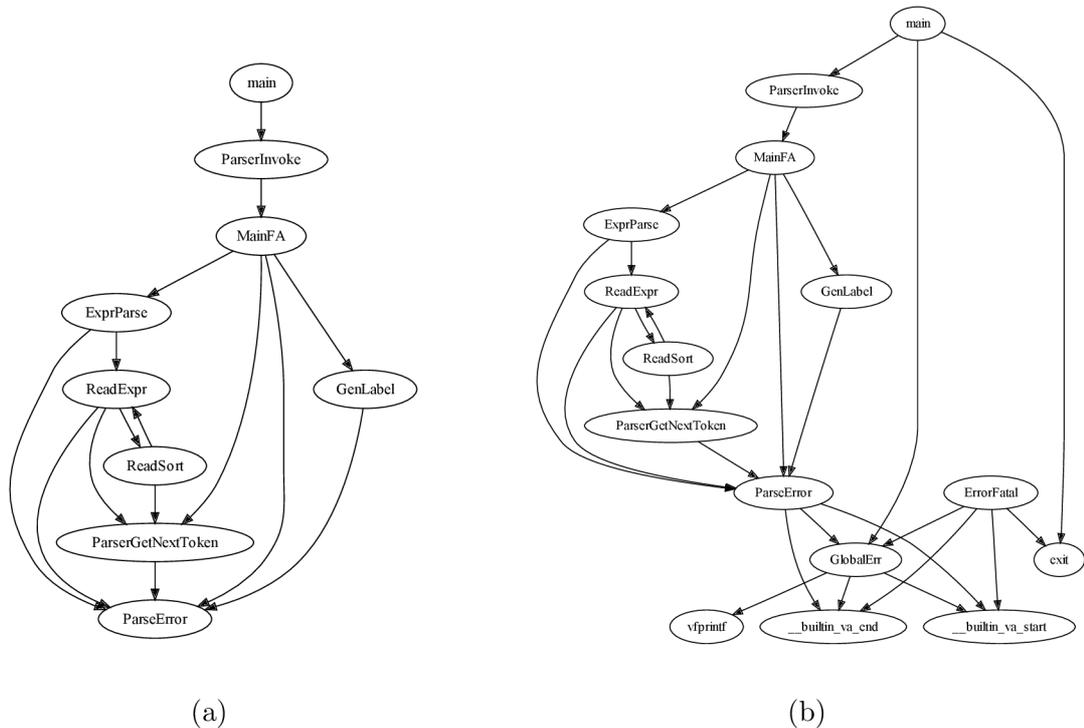 main
ParserInvoke
MainFA
ExprParse
ReadExpr
GenLabel
ReadSort
ParserGetNextToken
ParseError
(a)
main
ParserInvoke
MainFA
ExprParse
ReadExpr
GenLabel
ReadSort
ParserGetNextToken
ParseError
ErrorFatal
GlobalErr
exit
vfprintf
__builtin_va_end
__builtin_va_start
(b)